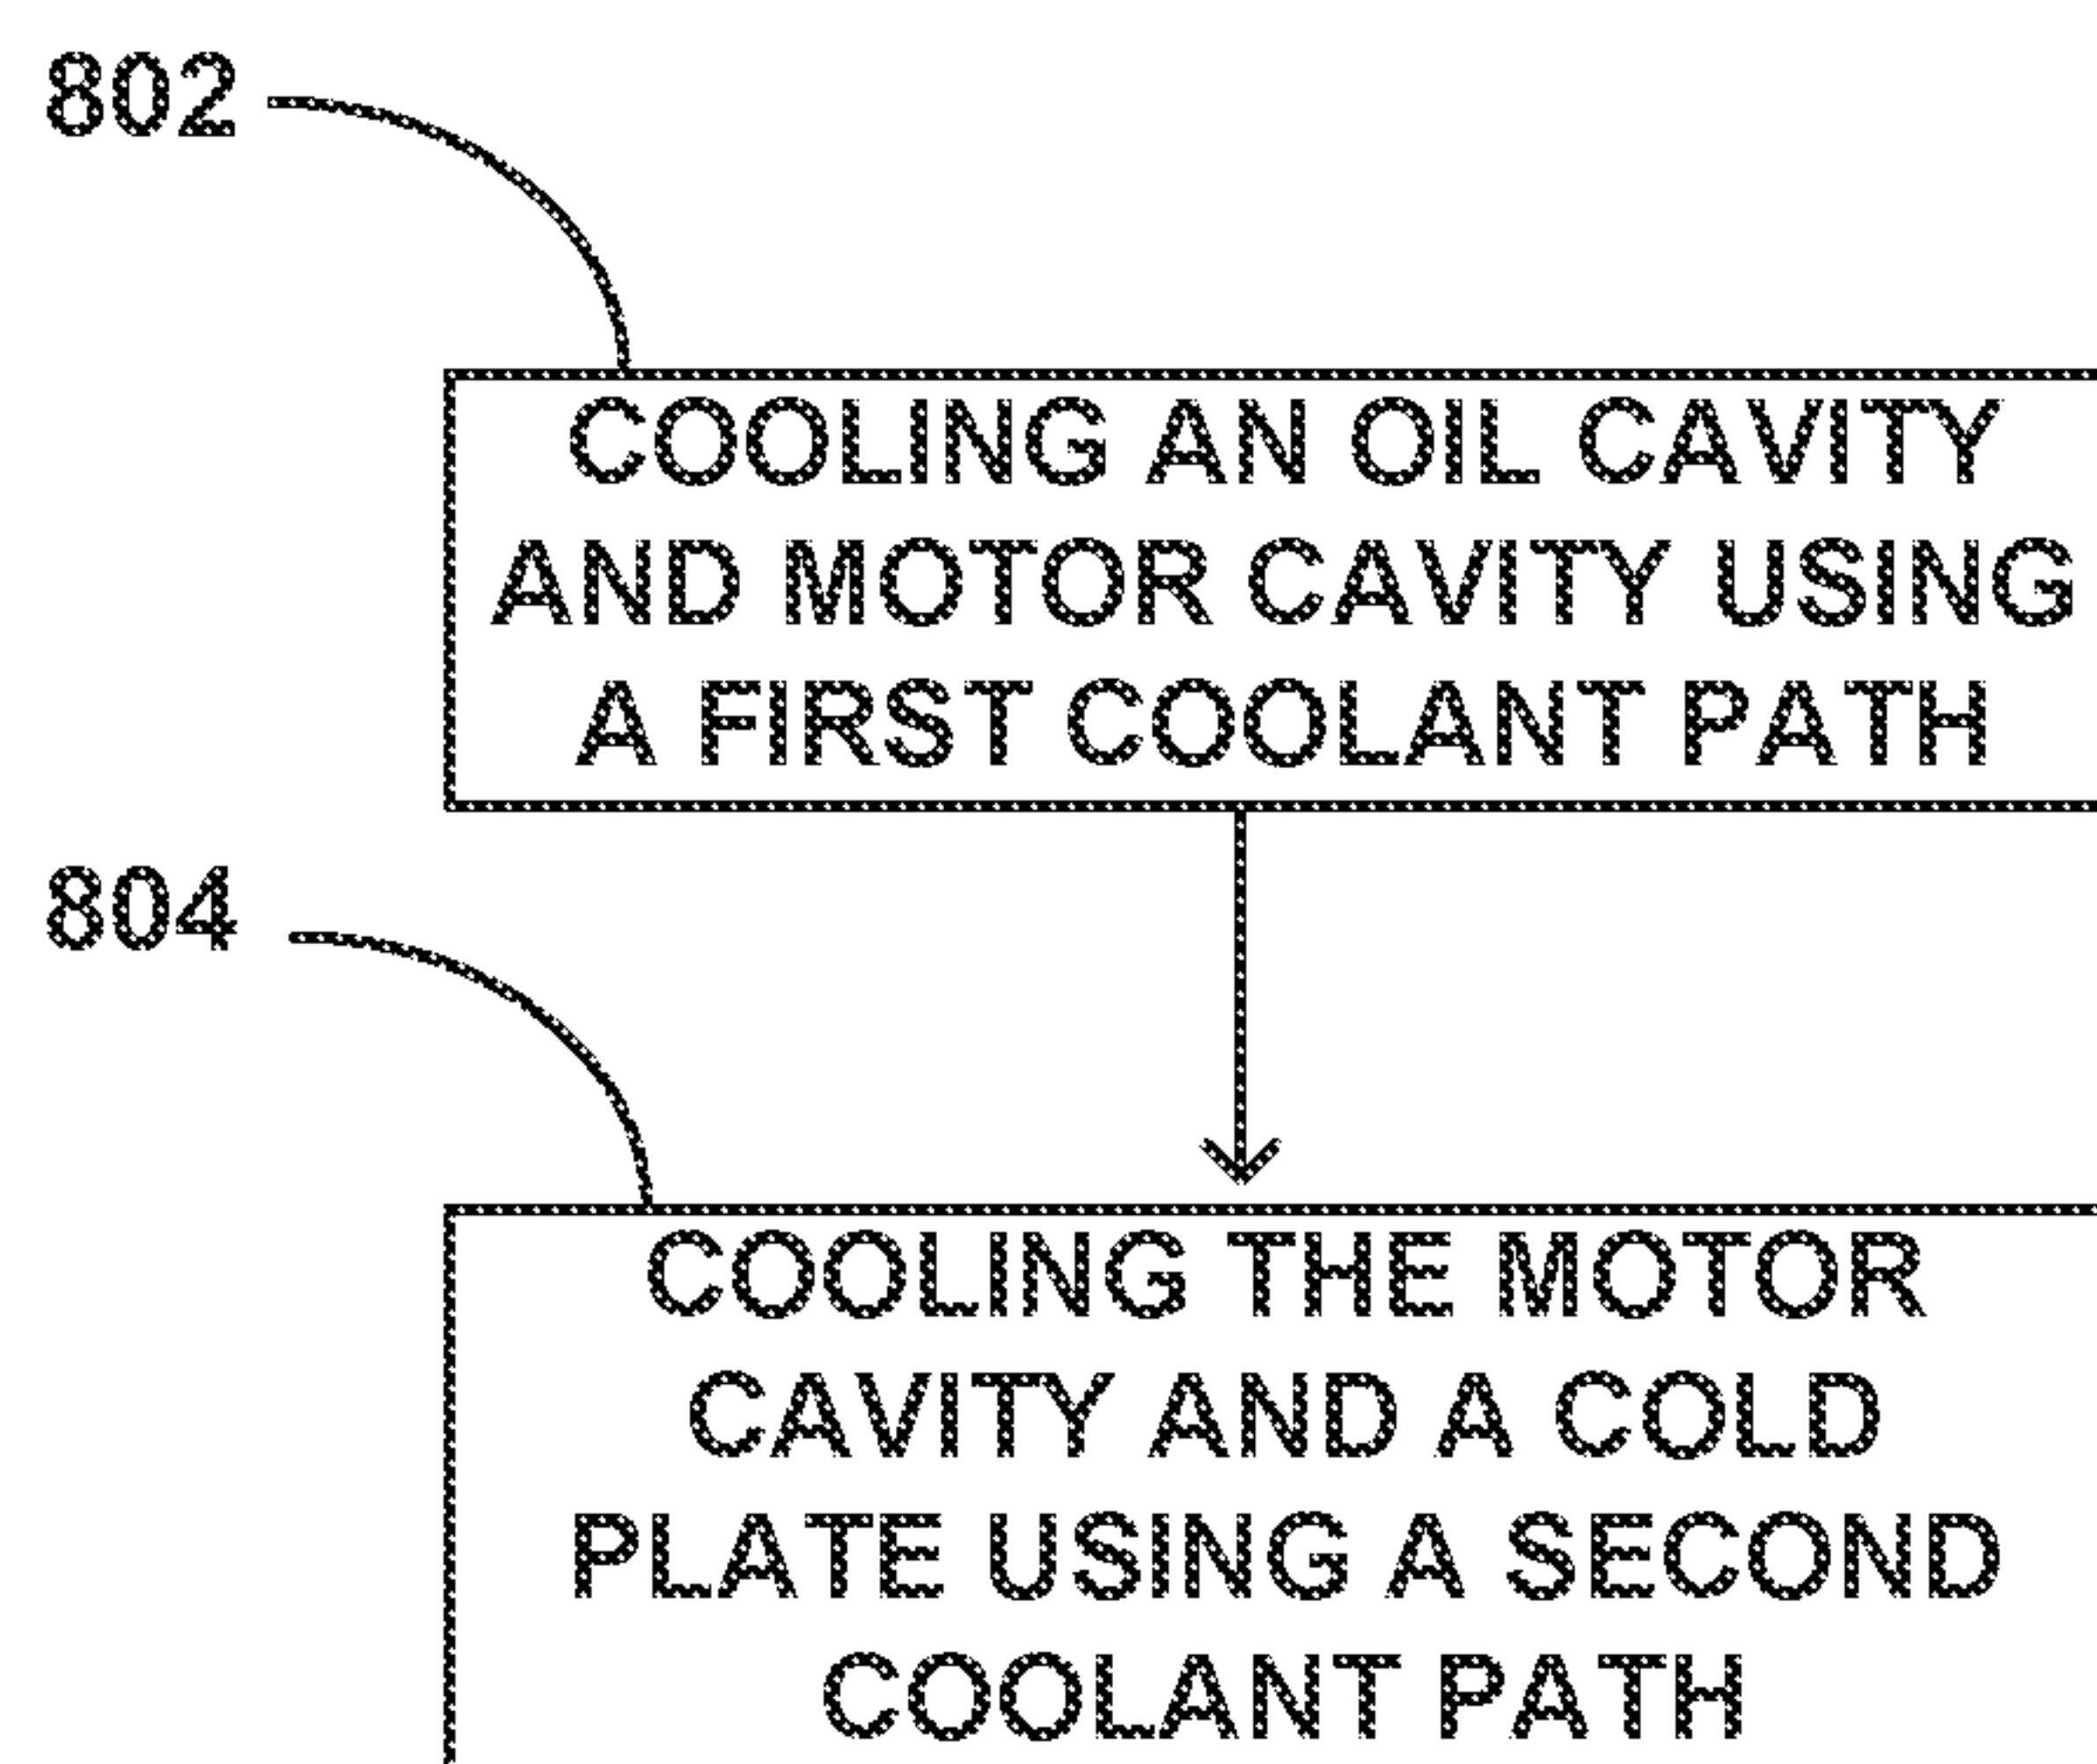 802
COOLING AN OIL CAVITY
AND MOTOR CAVITY USING
A FIRST COOLANT PATH
804
COOLING THE MOTOR
CAVITY AND A COLD
PLATE USING A SECOND
COOLANT PATH